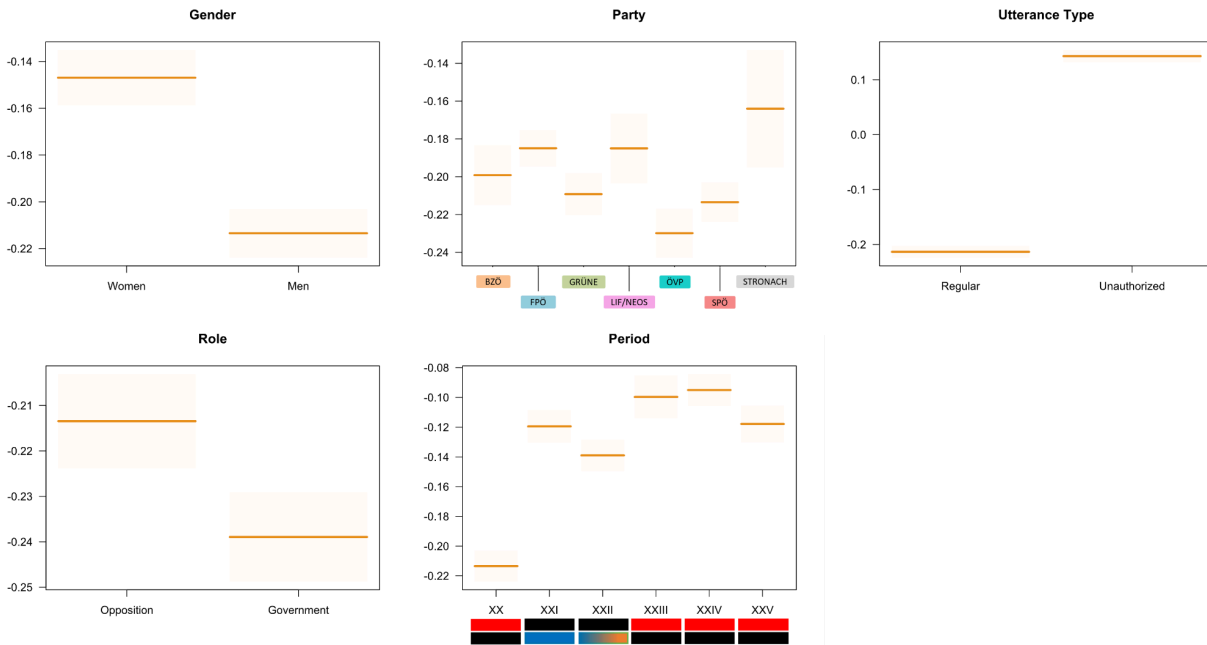 Gender
-0.14
-0.16
-0.18
-0.20
-0.22
Women Men
Party
-0.14
-0.16
-0.18
-0.20
-0.22
-0.24
BZÖ GRÜNE ÖVP STRONACH
FPÖ LIF/NEOS SPÖ
Utterance Type
0.1
0.0
-0.1
-0.2
Regular Unauthorized
Role
-0.21
-0.22
-0.23
-0.24
-0.25
Opposition Government
Period
-0.08
-0.10
-0.12
-0.14
-0.16
-0.18
-0.20
-0.22
XX XXI XXII XXIII XXIV XXV